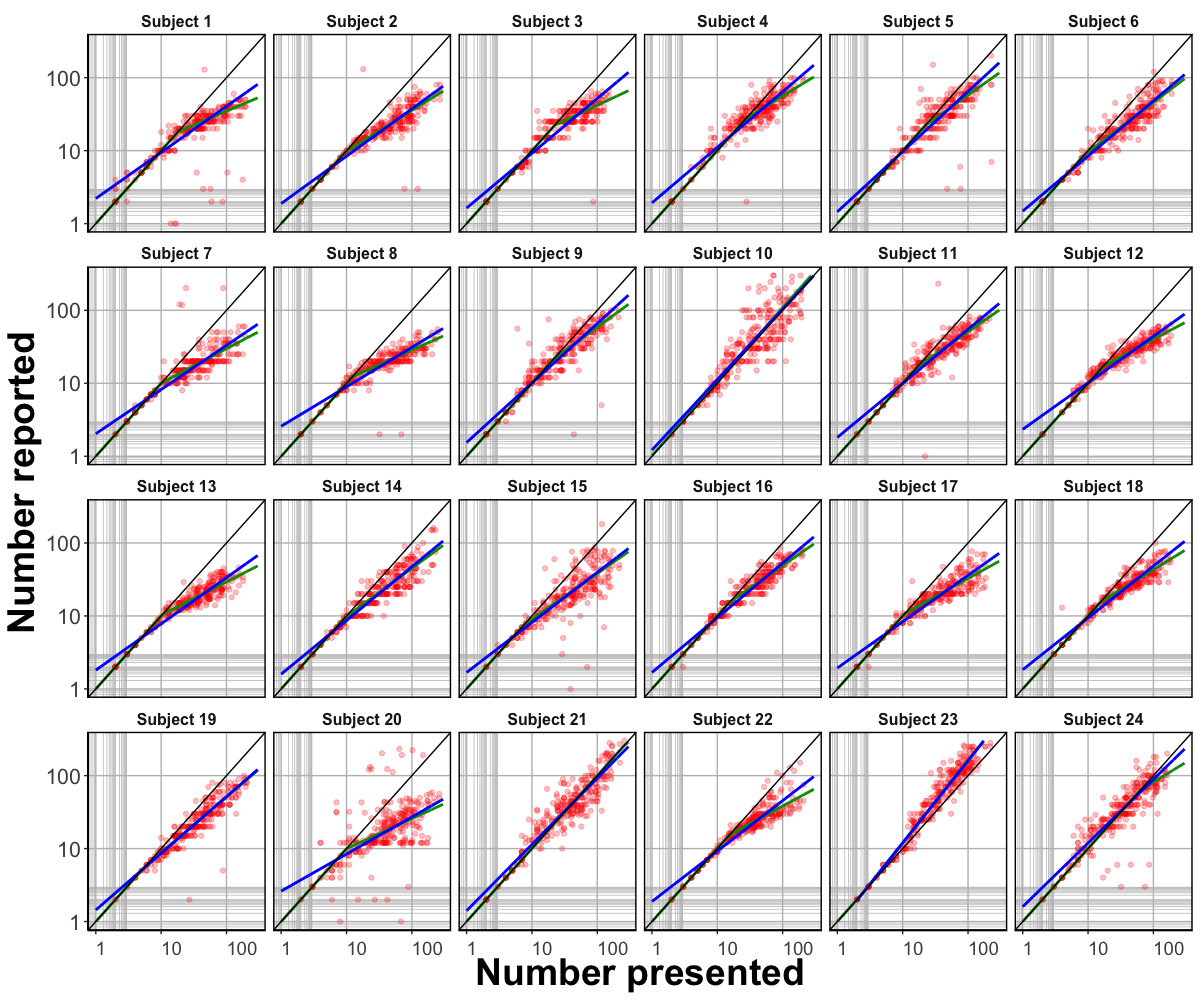 Subject 1 Subject 2 Subject 3 Subject 4 Subject 5 Subject 6
100
10
1
Subject 7 Subject 8 Subject 9 Subject 10 Subject 11 Subject 12
100
10
1
Number reported
Subject 13 Subject 14 Subject 15 Subject 16 Subject 17 Subject 18
100
10
1
Subject 19 Subject 20 Subject 21 Subject 22 Subject 23 Subject 24
100
10
1
1 10 100 1 10 100 1 10 100 1 10 100 1 10 100 1 10 100
Number presented